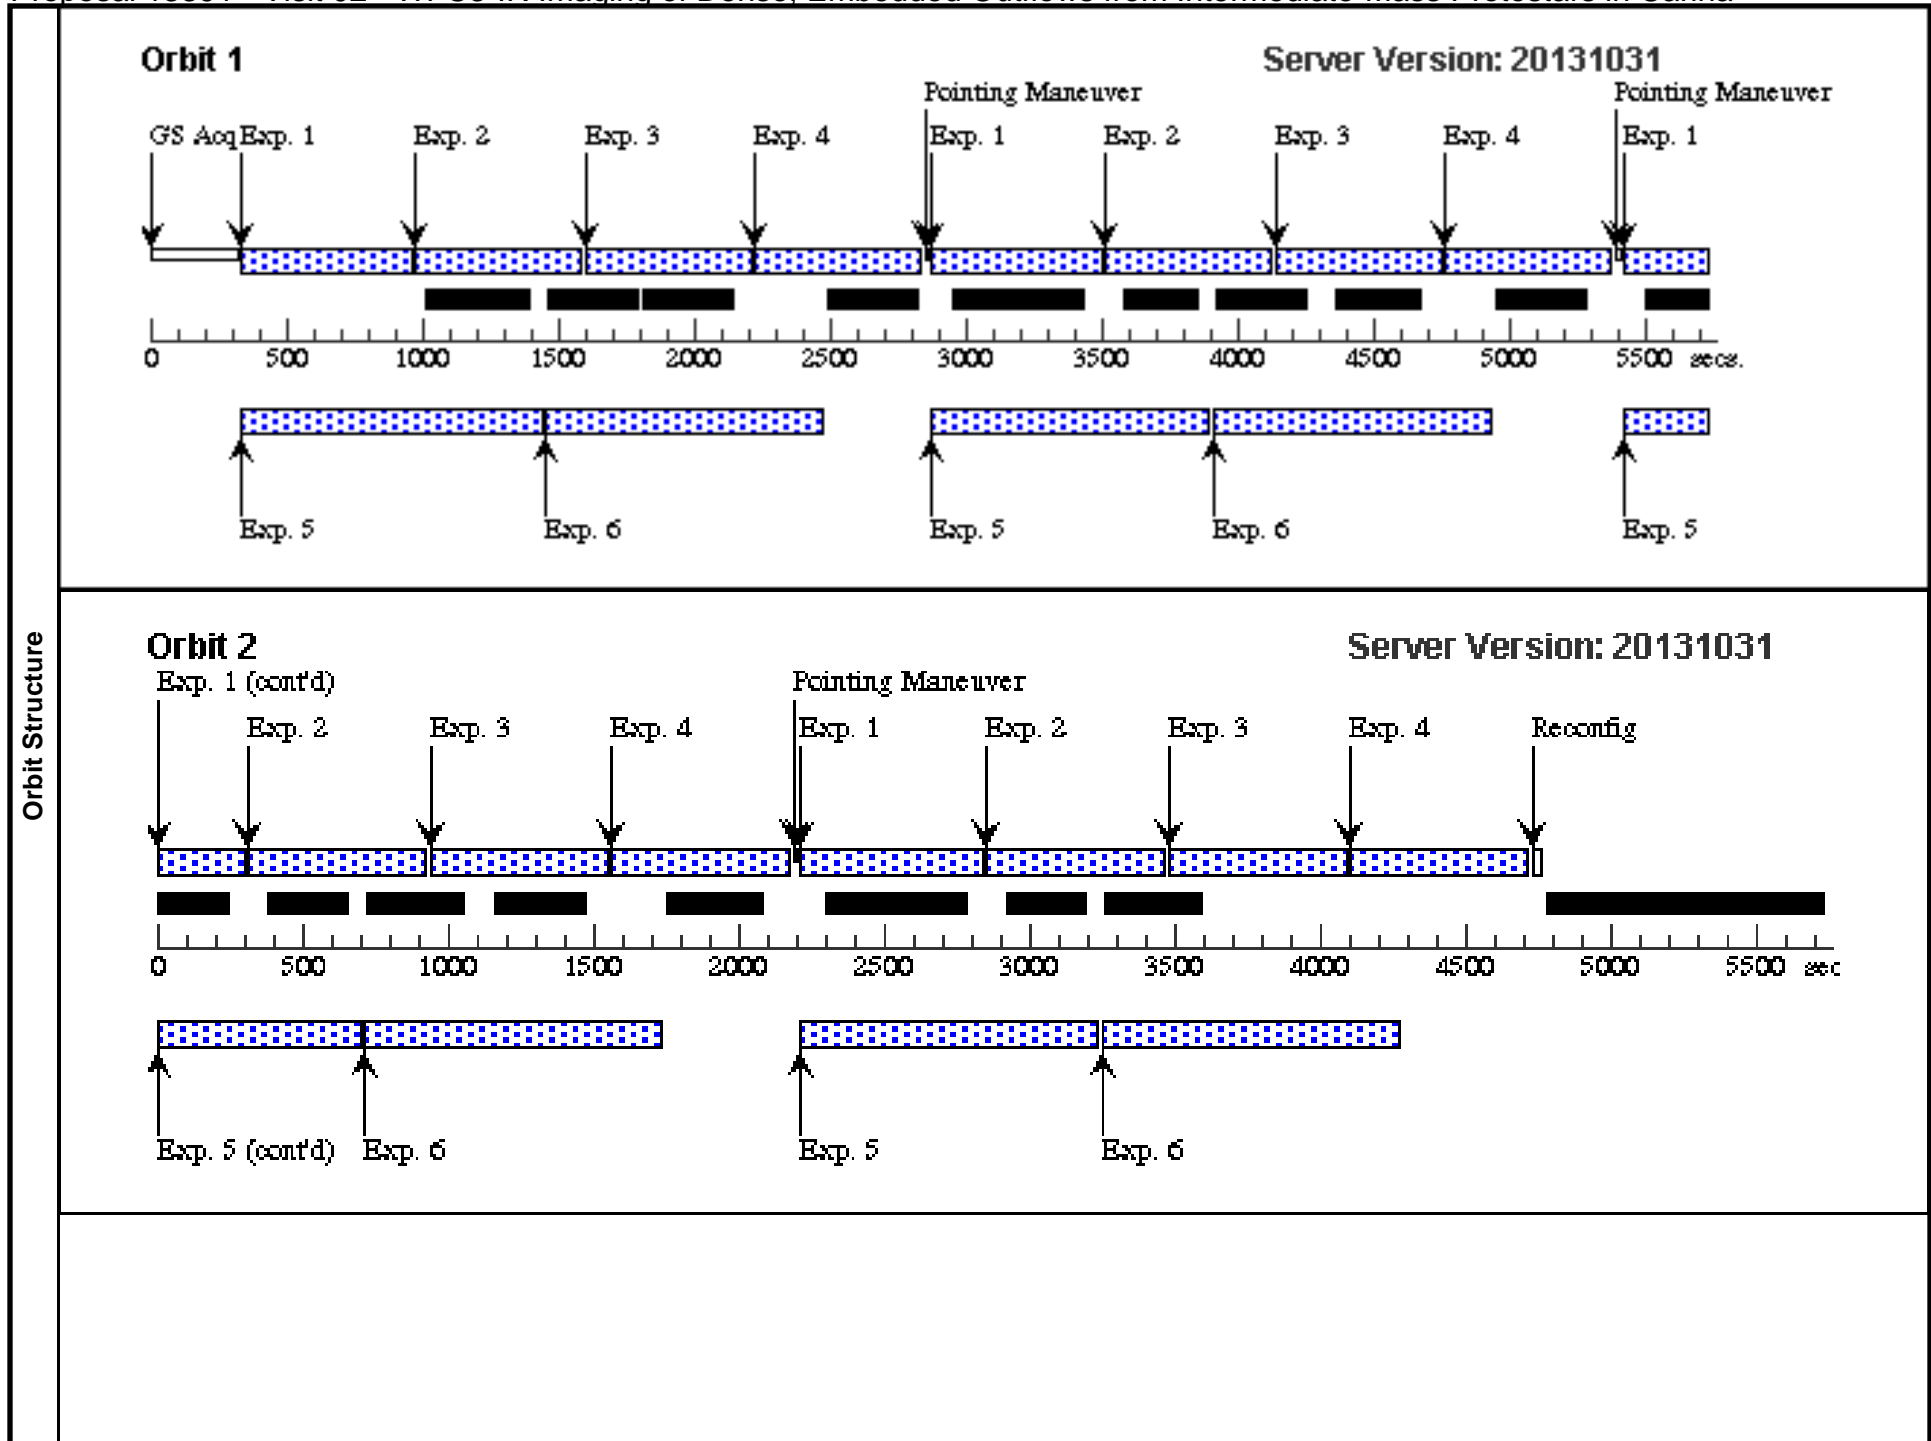 Orbit Structure
Orbit 1
Server Version: 20131031
Pointing Maneuver Pointing Maneuver
GS Acq Exp. 1 Exp. 2 Exp. 3 Exp. 4 Exp. 1 Exp. 2 Exp. 3 Exp. 4 Exp. 1
0 500 1000 1500 2000 2500 3000 3500 4000 4500 5000 5500 secs.
Exp. 5 Exp. 6 Exp. 5 Exp. 6 Exp. 5
Orbit 2
Server Version: 20131031
Exp. 1 (cont'd) Pointing Maneuver
Exp. 2 Exp. 3 Exp. 4 Exp. 1 Exp. 2 Exp. 3 Exp. 4 Reconfig
0 500 1000 1500 2000 2500 3000 3500 4000 4500 5000 5500 sec
Exp. 5 (cont'd) Exp. 6 Exp. 5 Exp. 6